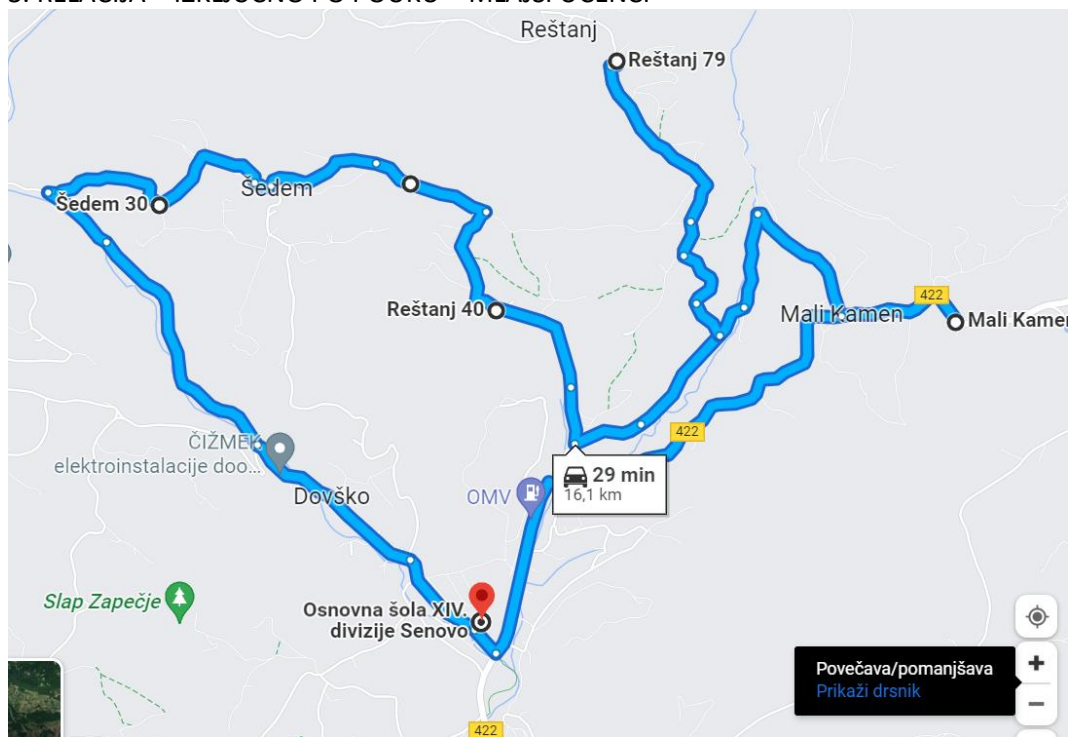 Reštanj
Reštanj 79
Šedem
Šedem 30
422
Reštanj 40
Mali Kamen
Mali Kamen
422
ČIŽMEK
elektroinstalacije doo...
29 min
16,1 km
OMV
Dovško
Slap Zapečje
Osnovna šola XIV.
divizije Senovo
Povečava/pomanjšava
Prikaži drsnik
422